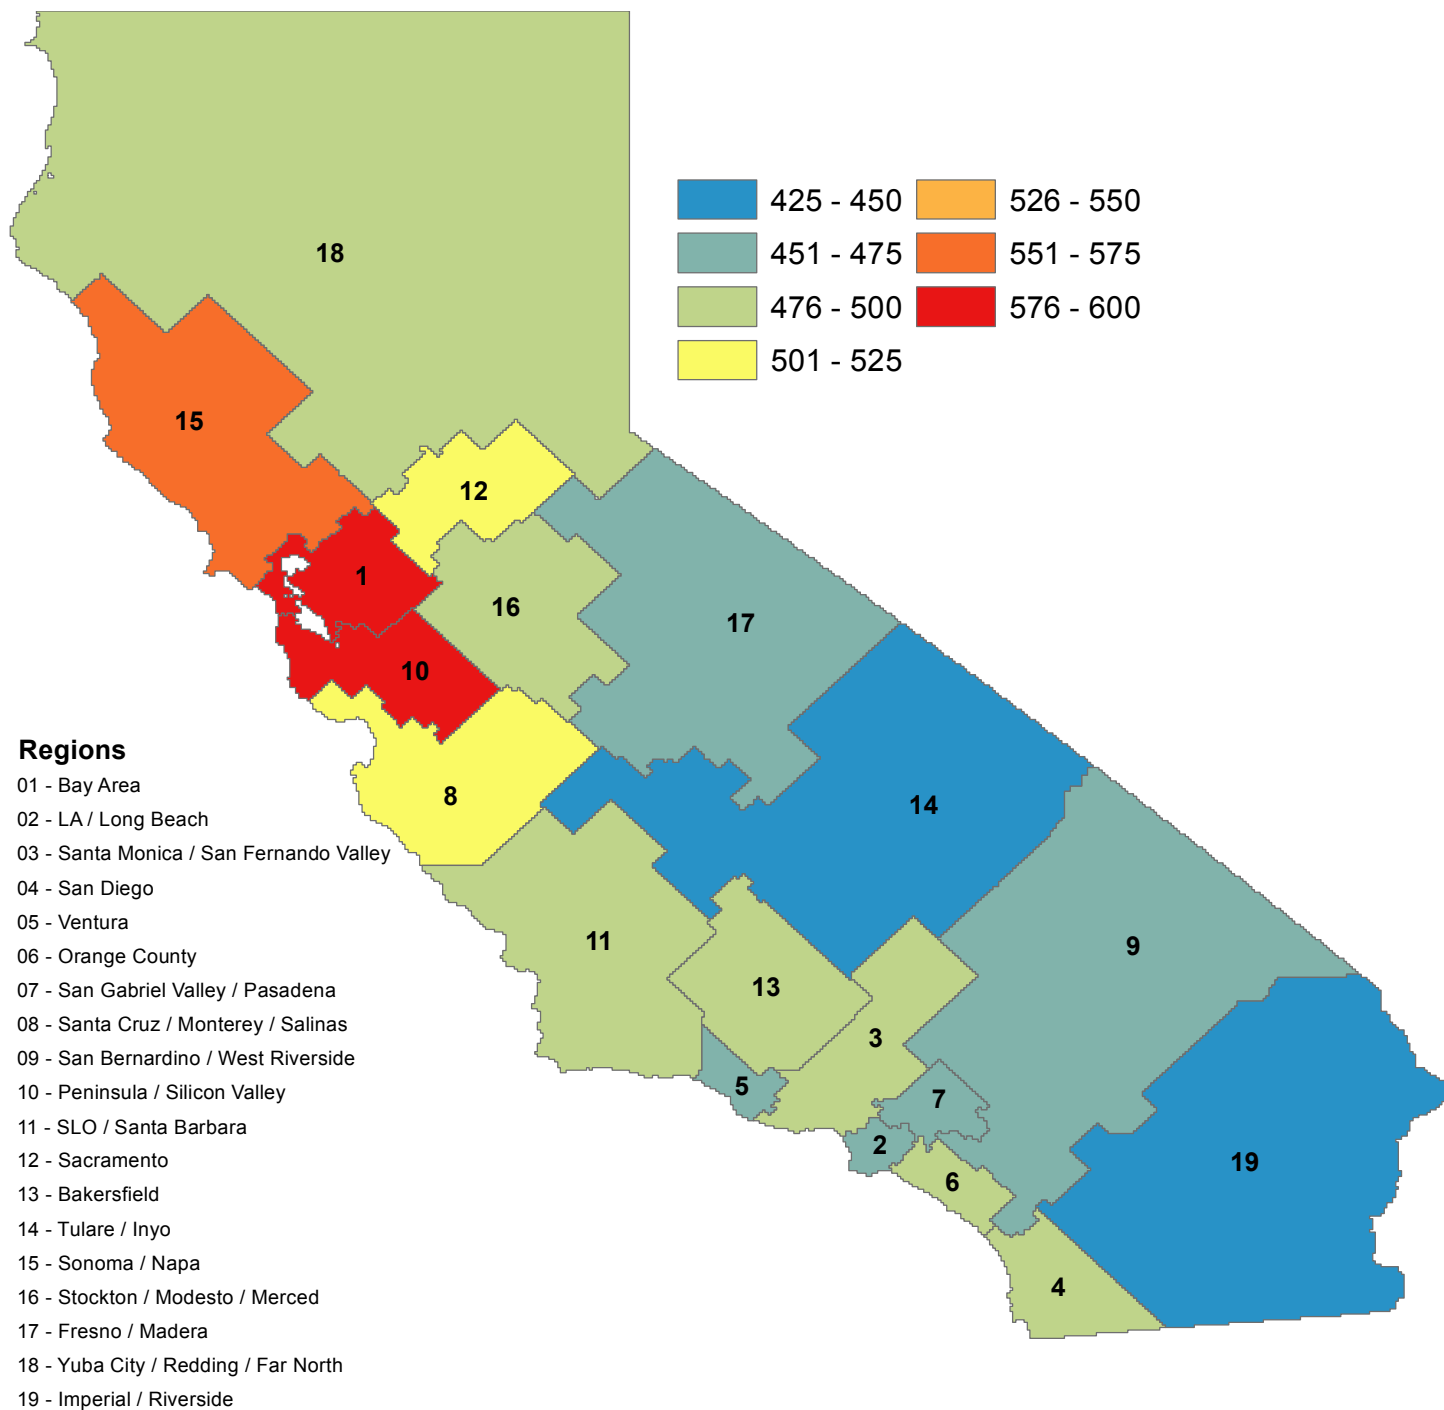 18
425 - 450
526 - 550
451 - 475
551 - 575
476 - 500
576 - 600
501 - 525
15
12
1
16
17
10
14
8
11
13
9
3
5
7
2
6
19
4
Regions
01 - Bay Area
02 - LA / Long Beach
03 - Santa Monica / San Fernando Valley
04 - San Diego
05 - Ventura
06 - Orange County
07 - San Gabriel Valley / Pasadena
08 - Santa Cruz / Monterey / Salinas
09 - San Bernardino / West Riverside
10 - Peninsula / Silicon Valley
11 - SLO / Santa Barbara
12 - Sacramento
13 - Bakersfield
14 - Tulare / Inyo
15 - Sonoma / Napa
16 - Stockton / Modesto / Merced
17 - Fresno / Madera
18 - Yuba City / Redding / Far North
19 - Imperial / Riverside